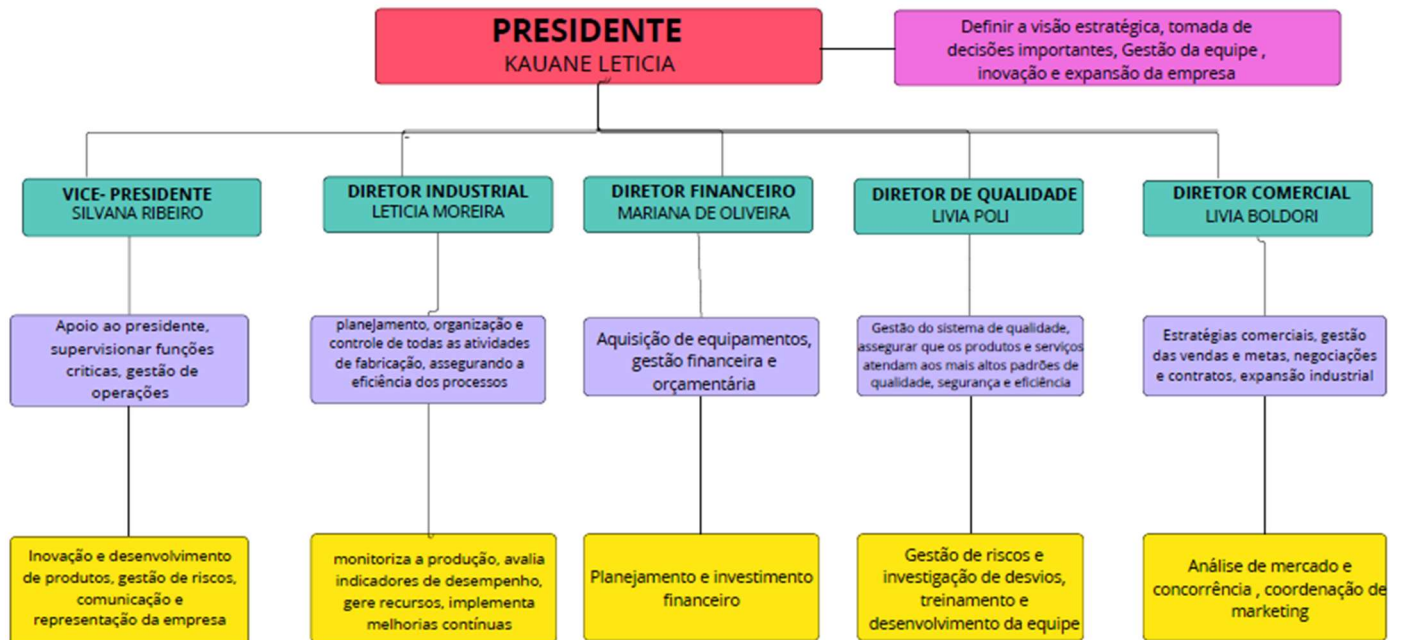 PRESIDENTE
KAUANE LETICIA
Definir a visão estratégica, tomada de
decisões importantes, Gestão da equipe ,
inovação e expansão da empresa
VICE- PRESIDENTE
SILVANA RIBEIRO
DIRETOR INDUSTRIAL
LETICIA MOREIRA
DIRETOR FINANCEIRO
MARIANA DE OLIVEIRA
DIRETOR DE QUALIDADE
LIVIA POLI
DIRETOR COMERCIAL
LIVIA BOLDORI
Apoio ao presidente,
supervisionar funções
criticas, gestão de
operações
planejamento, organização e
controle de todas as atividades
de fabricação, assegurando a
eficiência dos processos
Aquisição de equipamentos,
gestão financeira e
orçamentária
Gestão do sistema de qualidade,
assegurar que os produtos e serviços
atendam aos mais altos padrões de
qualidade, segurança e eficiência
Estratégias comerciais, gestão
das vendas e metas, negociações
e contratos, expansão industrial
Inovação e desenvolvimento
de produtos, gestão de riscos,
comunicação e
representação da empresa
monitoriza a produção, avalia
indicadores de desempenho,
gere recursos, implementa
melhorias contínuas
Planejamento e investimento
financeiro
Gestão de riscos e
investigação de desvios,
treinamento e
desenvolvimento da equipe
Análise de mercado e
concorrência , coordenação de
marketing